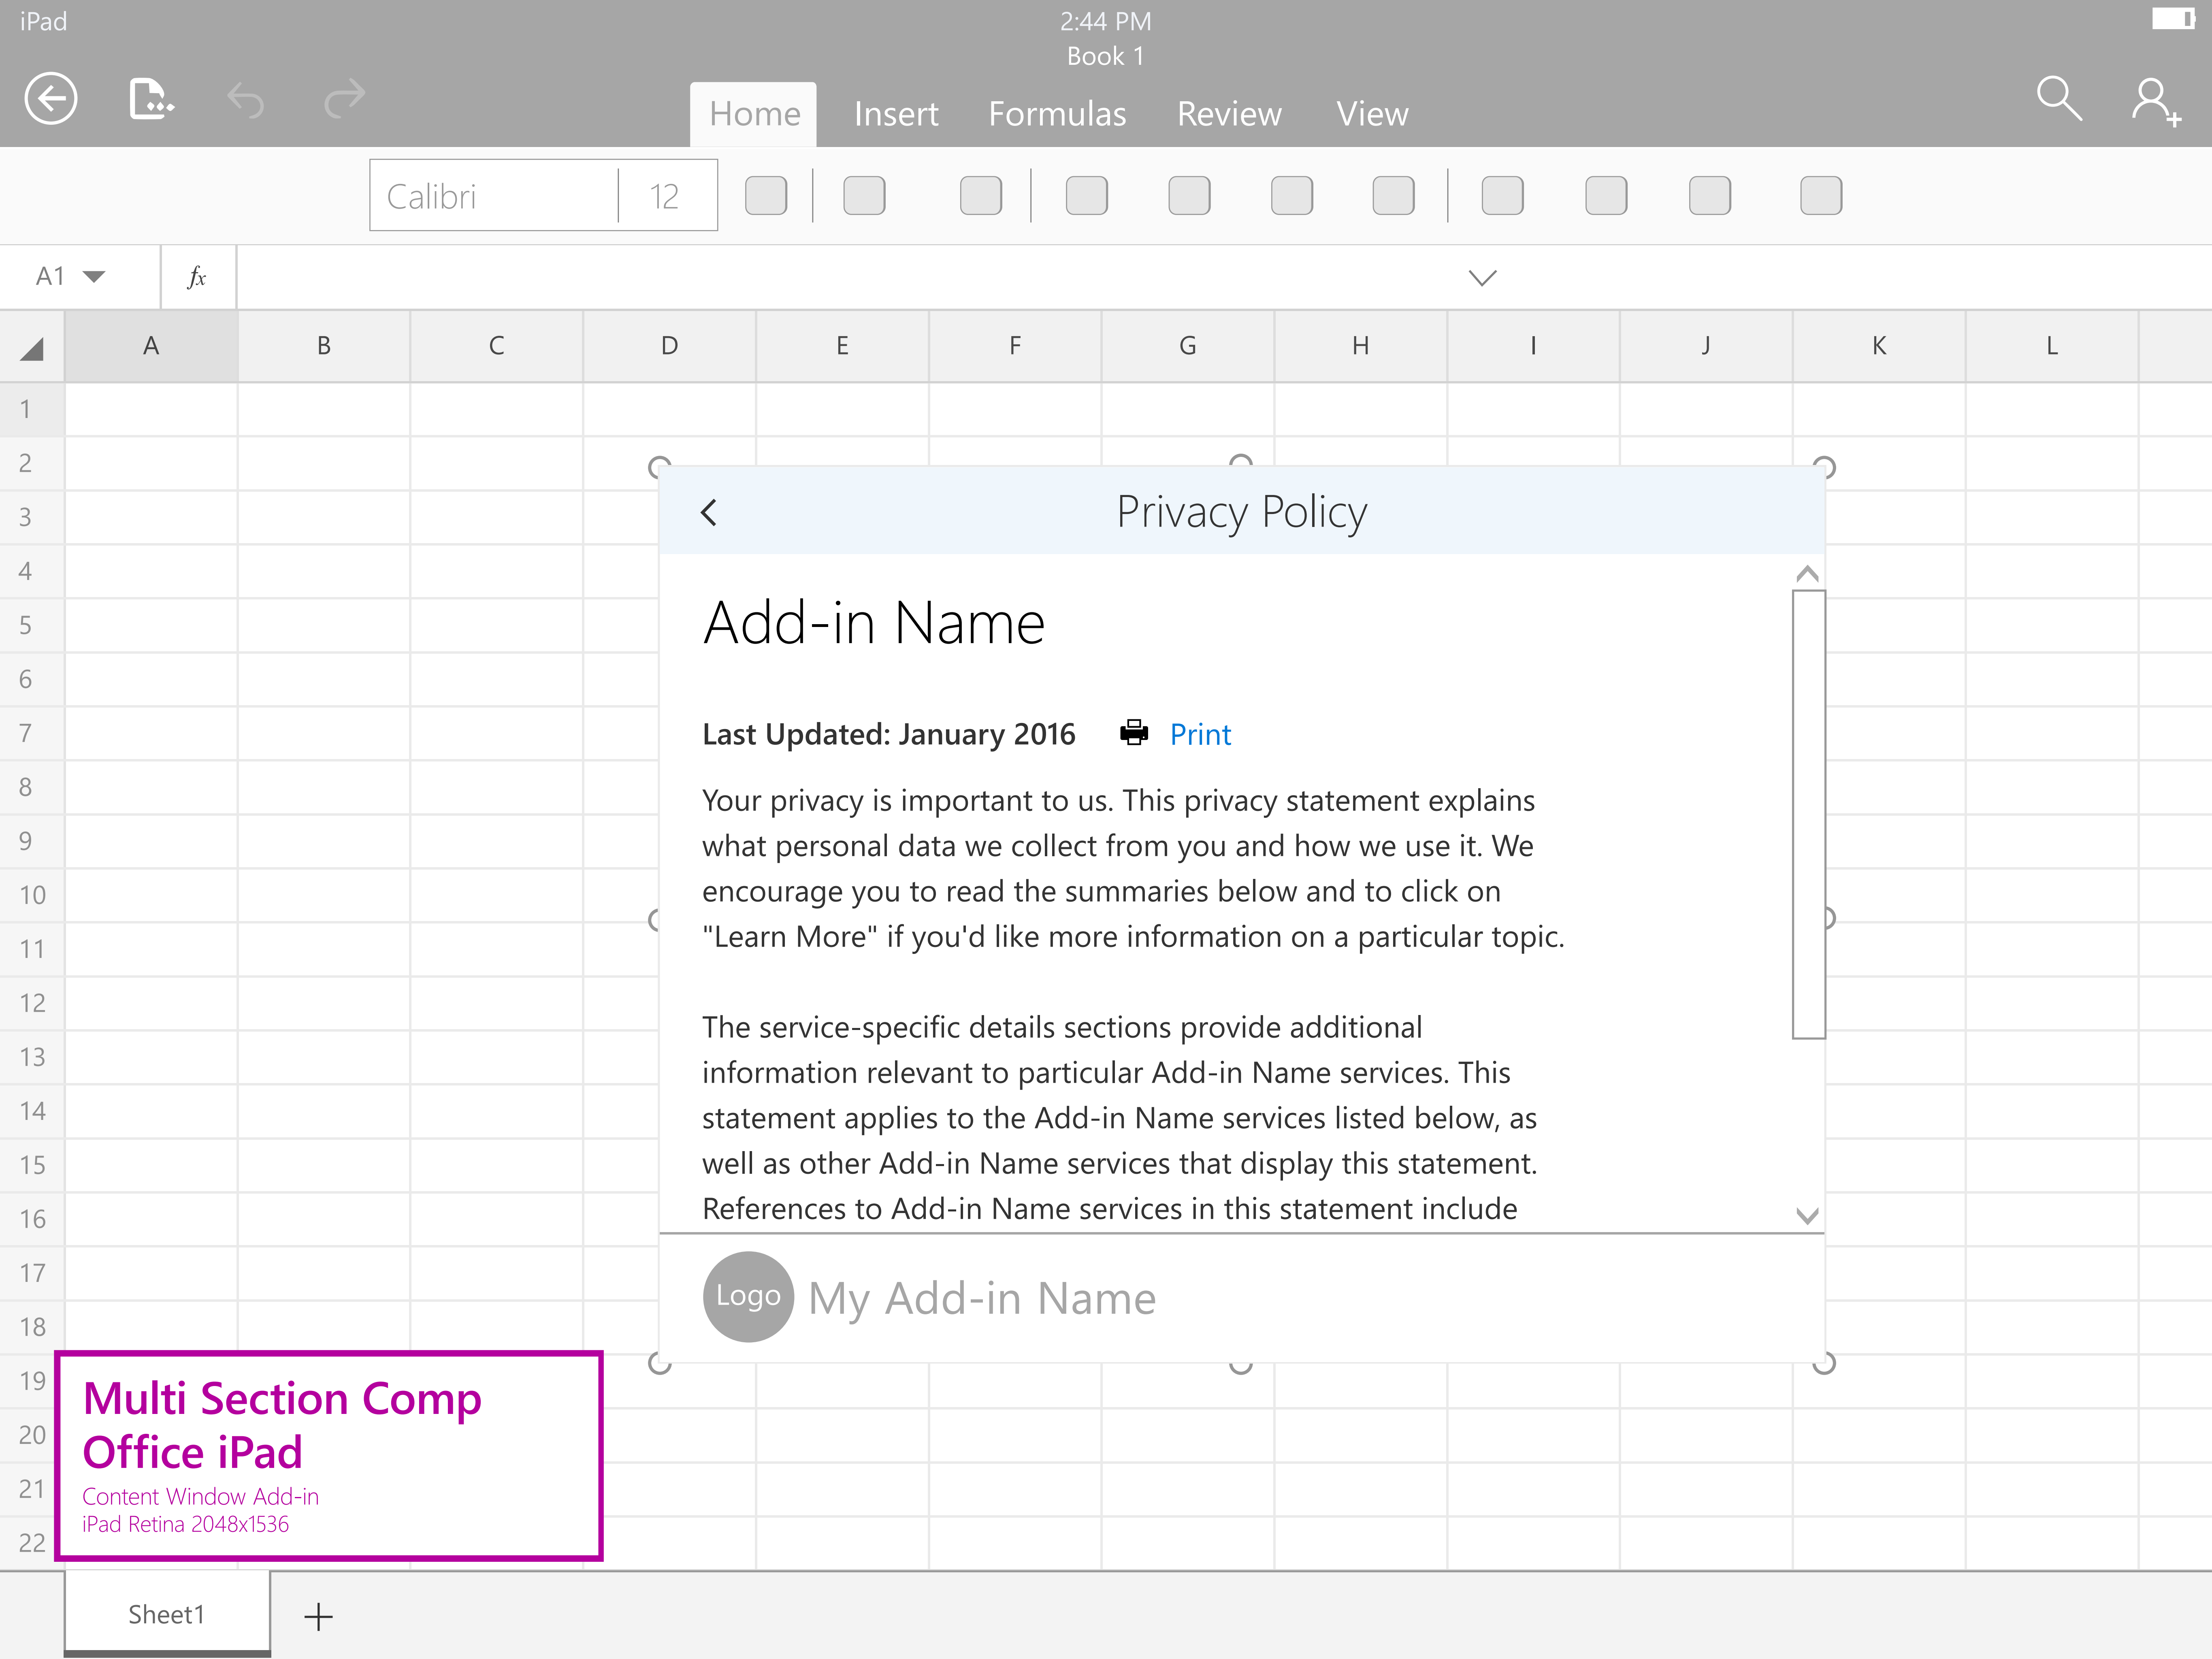 iPad
2:44 PM
Book 1
Home Insert Formulas Review View
Calibri 12
A1 fx
A B C D E F G H I J K L
1
2
3
4
5
6
7
8
9
10
11
12
13
14
15
16
17
18
19
20
21
22
Privacy Policy
Add-in Name
Last Updated: January 2016 Print
Your privacy is important to us. This privacy statement explains
what personal data we collect from you and how we use it. We
encourage you to read the summaries below and to click on
"Learn More" if you'd like more information on a particular topic.
The service-specific details sections provide additional
information relevant to particular Add-in Name services. This
statement applies to the Add-in Name services listed below, as
well as other Add-in Name services that display this statement.
References to Add-in Name services in this statement include
Logo My Add-in Name
Multi Section Comp
Office iPad
Content Window Add-in
iPad Retina 2048x1536
Sheet1